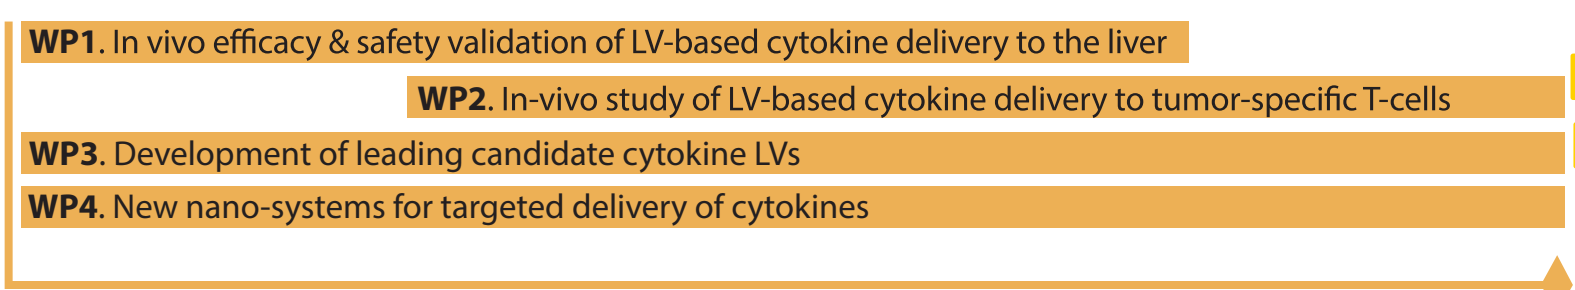 WP1. In vivo efficacy & safety validation of LV-based cytokine delivery to the liver
WP2. In-vivo study of LV-based cytokine delivery to tumor-specific T-cells
WP3. Development of leading candidate cytokine LVs
WP4. New nano-systems for targeted delivery of cytokines